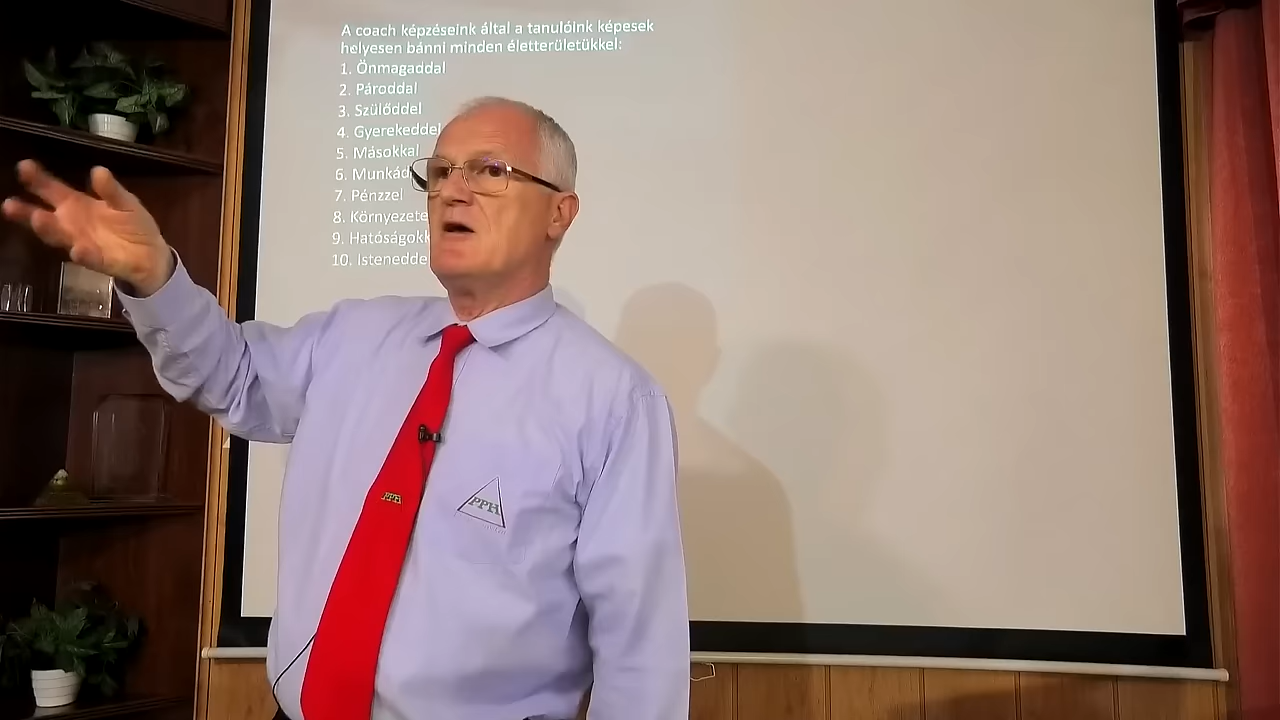 A coach képzéseink által a tanulóink képesek
helyesen bánni minden életterületükkel:
1. Önmagaddal
2. Pároddal
3. Szülőddel
4. Gyerekeddel
5. Másokkal
6. Munkád
7. Pénzzel
8. Környezete
9. Hatóságokk
10. Istenedde
PPH
PPH